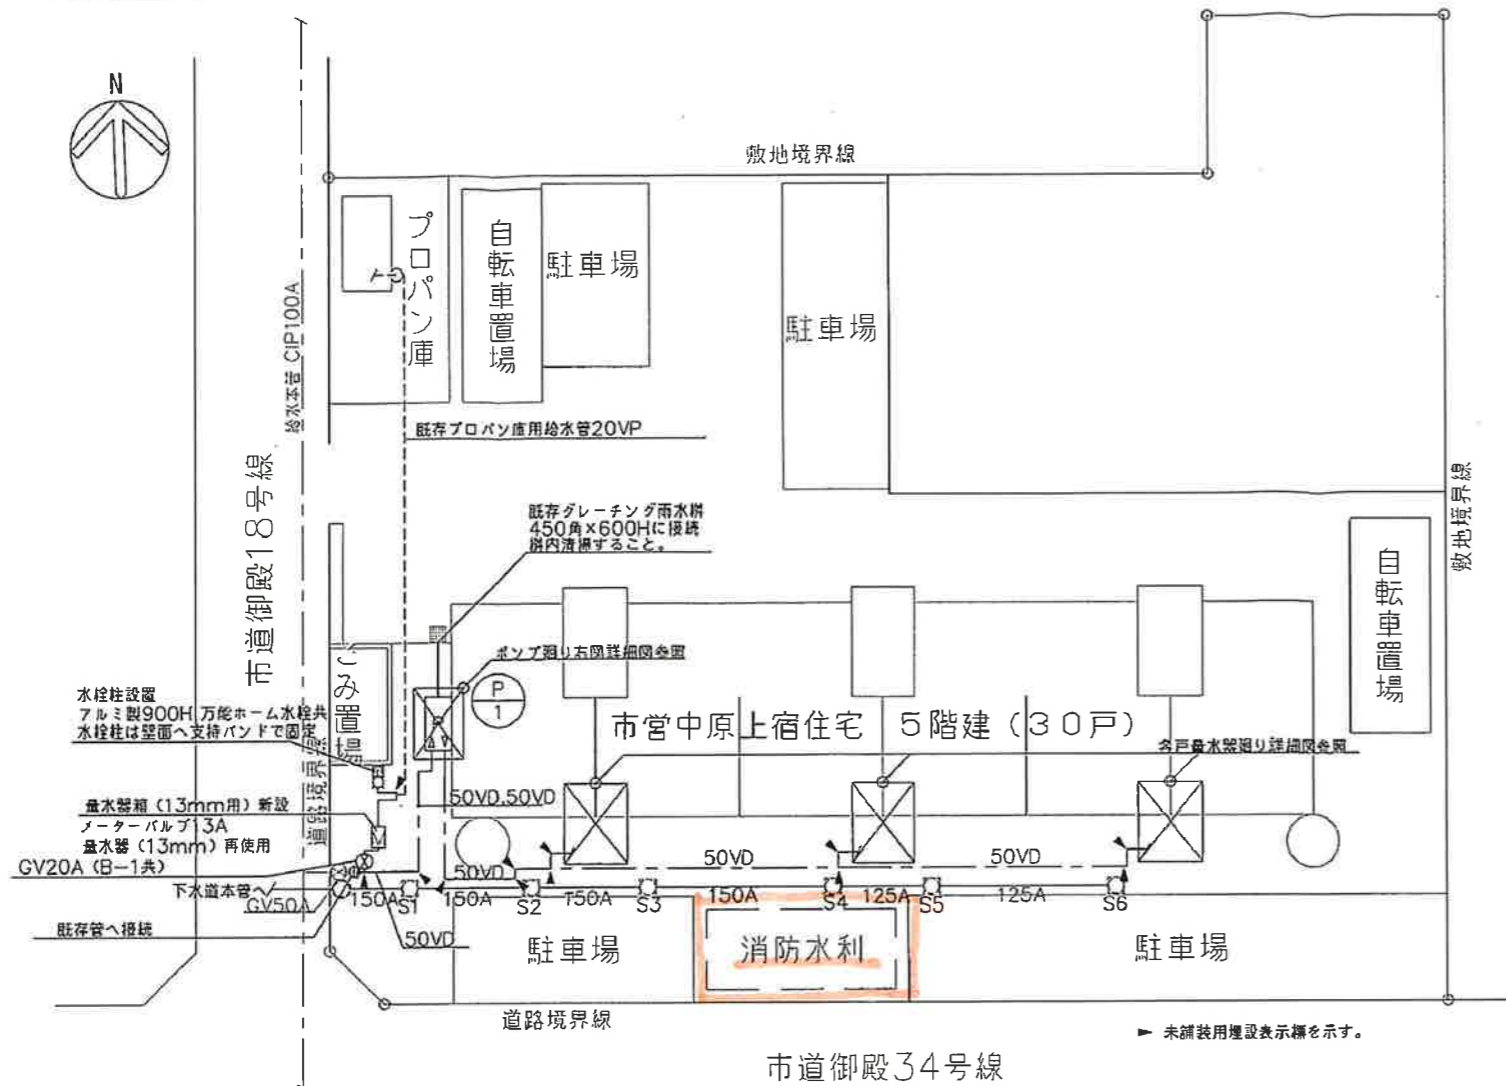 N
敷地境界線
プロパン庫
自転車置場
駐車場
駐車場
給水本管 CIP100A
既存プロパン庫用給水管20VP
市道御殿18号線
敷地境界線
既存グレーチング雨水桝
450角×600Hに接続
桝内清掃すること。
自転車置場
ポンプ廻り右図詳細図参照
P
1
ごみ置場
水栓柱設置
アルミ製900H 万能ホーム水栓共
水栓柱は壁面へ支持バンドで固定
市営中原上宿住宅 5階建(30戸)
各戸量水器廻り詳細図参照
道路境界線
50VD.50VD
量水器箱(13mm用)新設
メーターバルブ13A
量水器(13mm)再使用
GV20A(B-1共)
50VD
50VD
50VD
下水道本管へ
GV50A
150A
S1
150A
S2
150A
S3
150A
S4
125A
S5
125A
S6
既存管へ接続
50VD
駐車場
消防水利
駐車場
道路境界線
► 未舗装用埋設表示標を示す。
市道御殿34号線